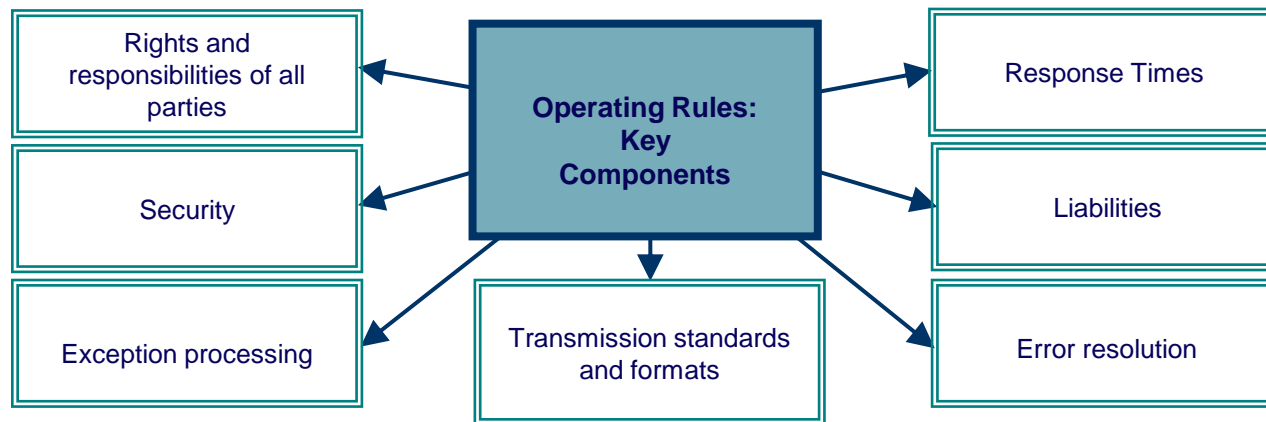 Rights and
responsibilities of all
parties
Operating Rules:
Key
Components
Response Times
Security
Liabilities
Exception processing
Transmission standards
and formats
Error resolution